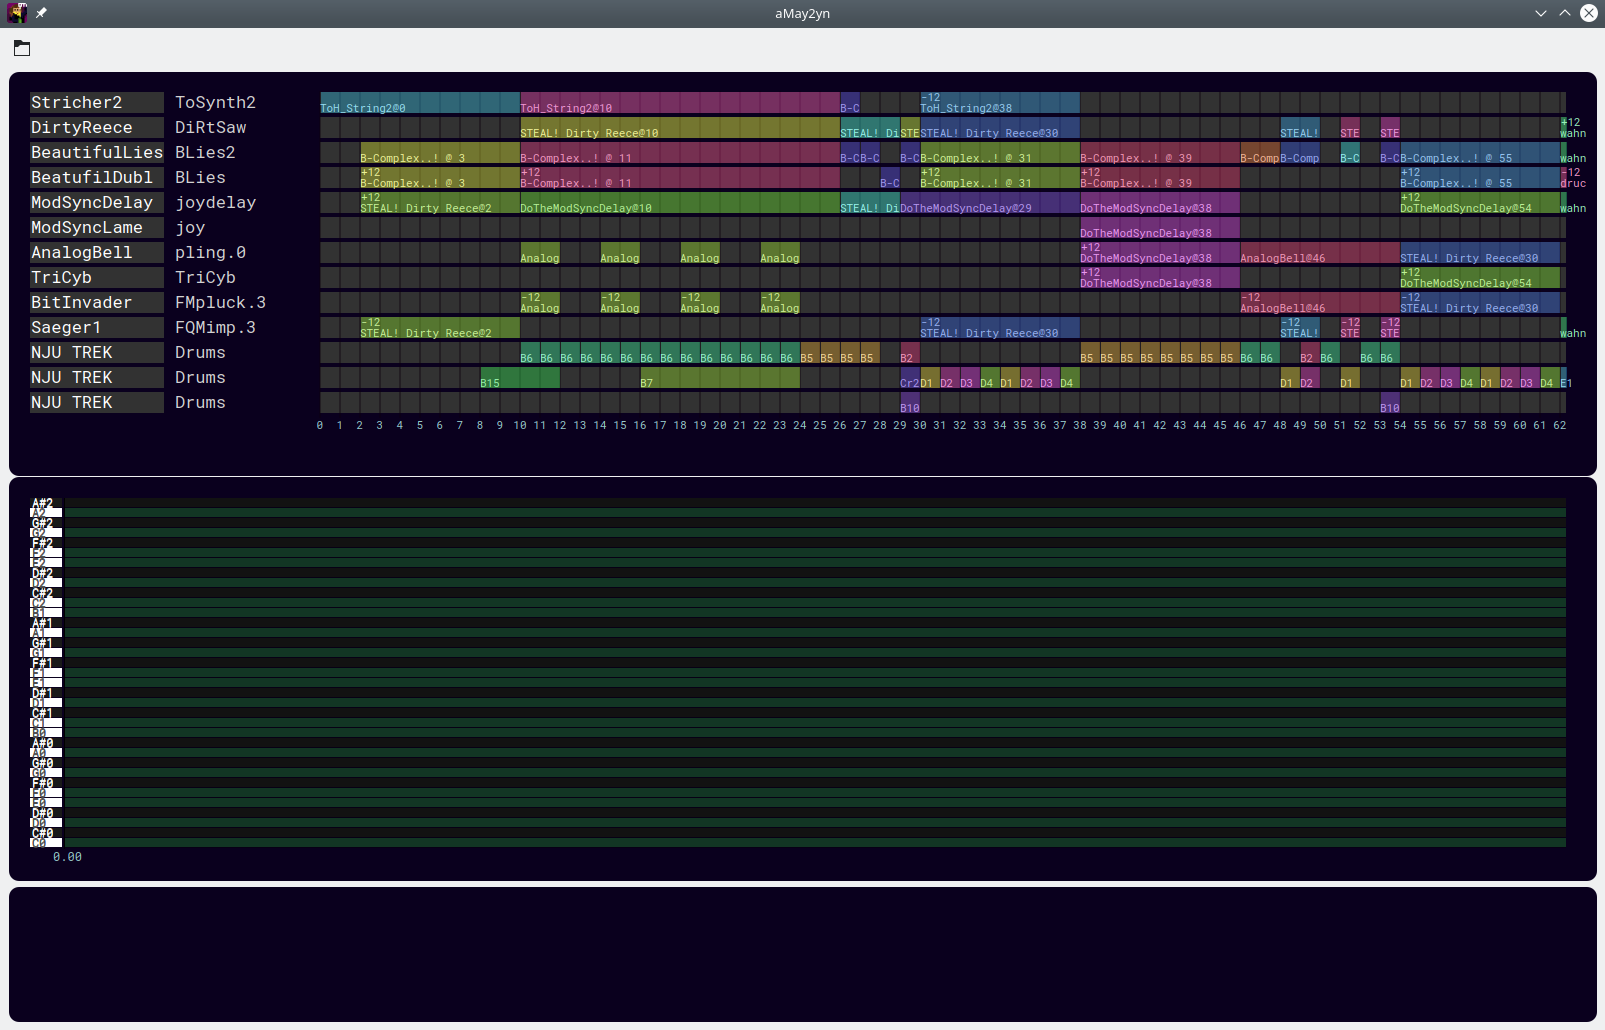 aMay2yn
Stricher2 ToSynth2 ToH_String2@0 ToH_String2@10 B-C -12 ToH_String2@38
DirtyReece DiRtSaw STEAL! Dirty Reece@10 STEAL! Di STE STEAL! Dirty Reece@30 STEAL! STE STE +12 wahn
BeautifulLies BLies2 B-Complex..! @ 3 B-Complex..! @ 11 B-C B-C B-C B-Complex..! @ 31 B-Complex..! @ 39 B-Comp B-Comp B-C B-C B-Complex..! @ 55 wahn
BeatufilDubl BLies +12 B-Complex..! @ 3 +12 B-Complex..! @ 11 B-C +12 B-Complex..! @ 31 +12 B-Complex..! @ 39 +12 B-Complex..! @ 55 -12 druc
ModSyncDelay joydelay +12 STEAL! Dirty Reece@2 DoTheModSyncDelay@10 STEAL! Di DoTheModSyncDelay@29 DoTheModSyncDelay@38 +12 DoTheModSyncDelay@54 wahn
ModSyncLame joy DoTheModSyncDelay@38
AnalogBell pling.0 Analog Analog Analog Analog +12 DoTheModSyncDelay@38 AnalogBell@46 STEAL! Dirty Reece@30
TriCyb TriCyb +12 DoTheModSyncDelay@38 +12 DoTheModSyncDelay@54
BitInvader FMpluck.3 -12 Analog -12 Analog -12 Analog -12 Analog -12 AnalogBell@46 -12 STEAL! Dirty Reece@30
Saeger1 FQMimp.3 -12 STEAL! Dirty Reece@2 -12 STEAL! Dirty Reece@30 -12 STEAL! -12 STE -12 STE wahn
NJU TREK Drums B6 B6 B6 B6 B6 B6 B6 B6 B6 B6 B6 B6 B6 B6 B5 B5 B5 B5 B2 B5 B5 B5 B5 B5 B5 B5 B5 B6 B6 B2 B6 B6 B6
NJU TREK Drums B15 B7 Cr2 D1 D2 D3 D4 D1 D2 D3 D4 D1 D2 D1 D1 D2 D3 D4 D1 D2 D3 D4 E1
NJU TREK Drums B10 B10
0 1 2 3 4 5 6 7 8 9 10 11 12 13 14 15 16 17 18 19 20 21 22 23 24 25 26 27 28 29 30 31 32 33 34 35 36 37 38 39 40 41 42 43 44 45 46 47 48 49 50 51 52 53 54 55 56 57 58 59 60 61 62
A#2
A2
G#2
G2
F#2
F2
E2
D#2
D2
C#2
C2
B1
A#1
A1
G#1
G1
F#1
F1
E1
D#1
D1
C#1
C1
B0
A#0
A0
G#0
G0
F#0
F0
E0
D#0
D0
C#0
C0
0.00